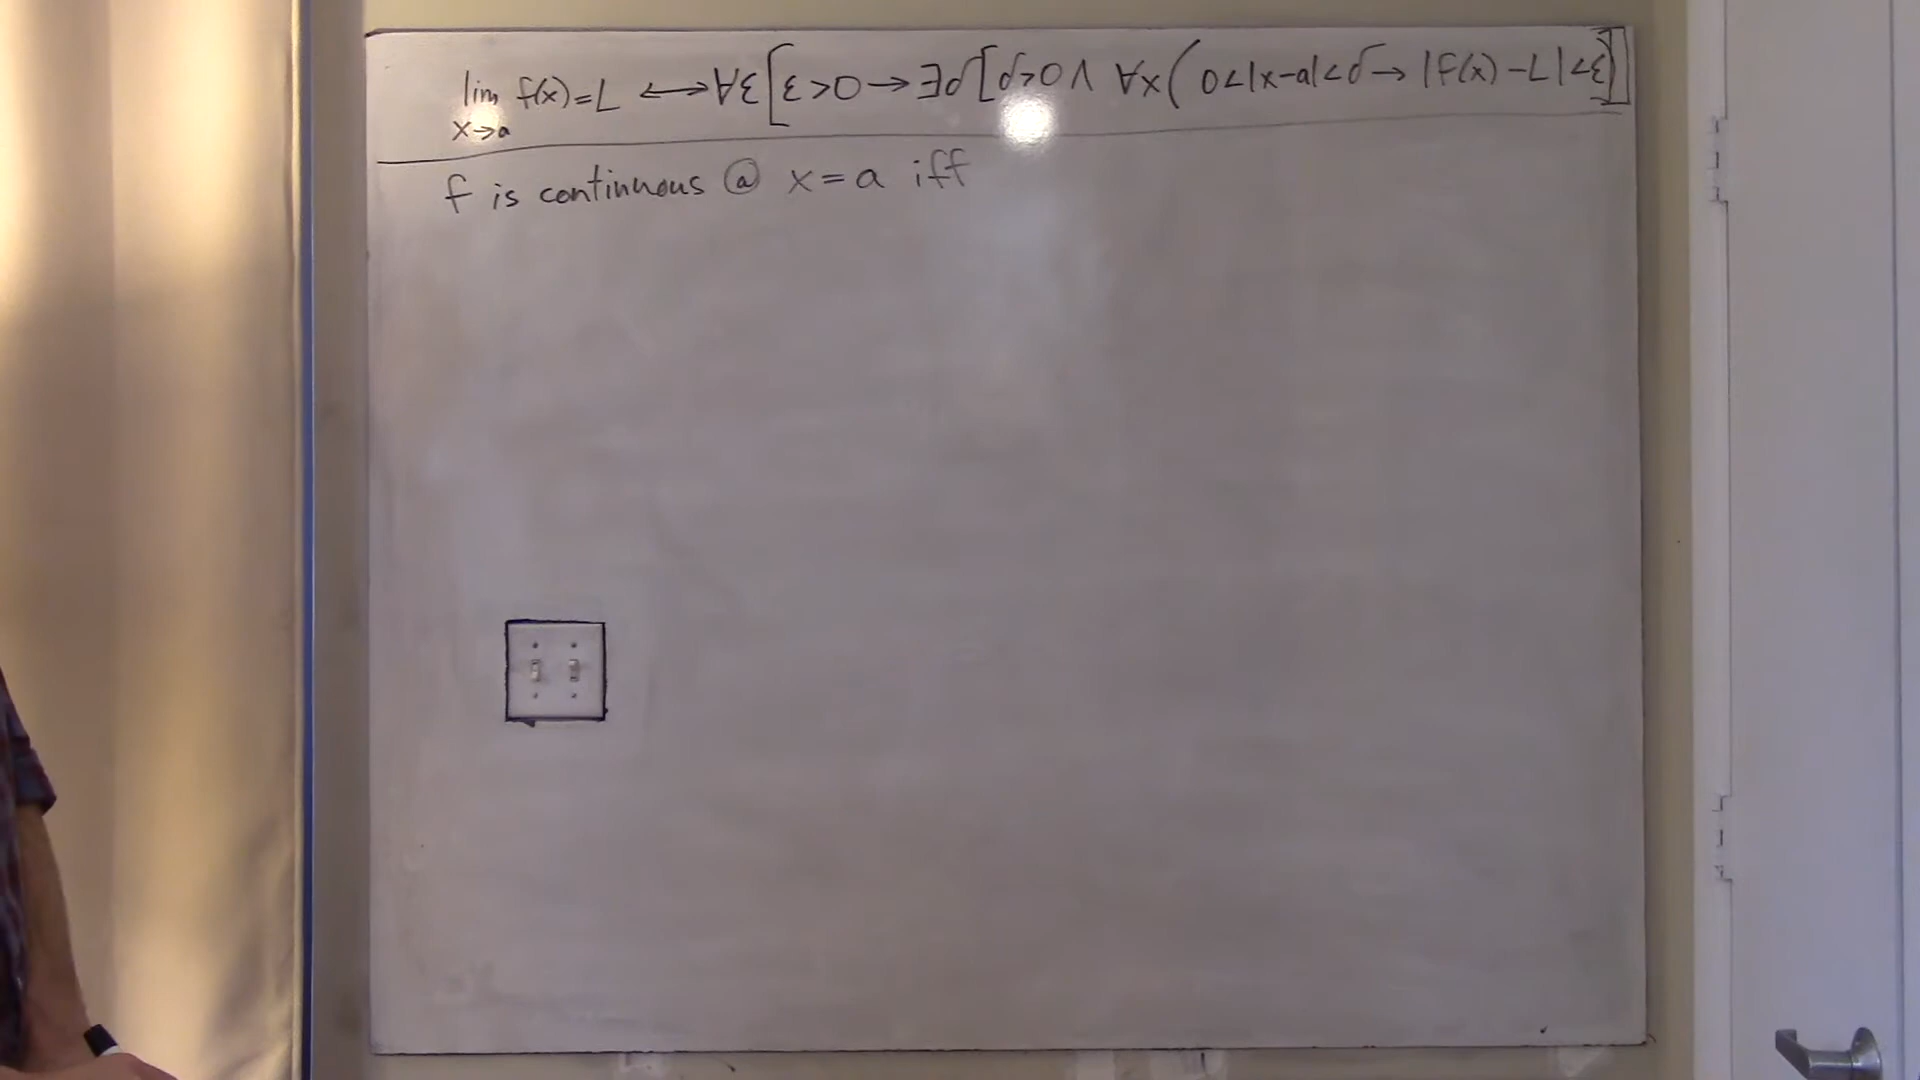 lim x→a f(x)=L ⟷ ∀ε[ε>0→∃δ[δ>0∧ ∀x(0<|x-a|<δ→|f(x)-L|<ε)]]
f is continuous @ x=a iff